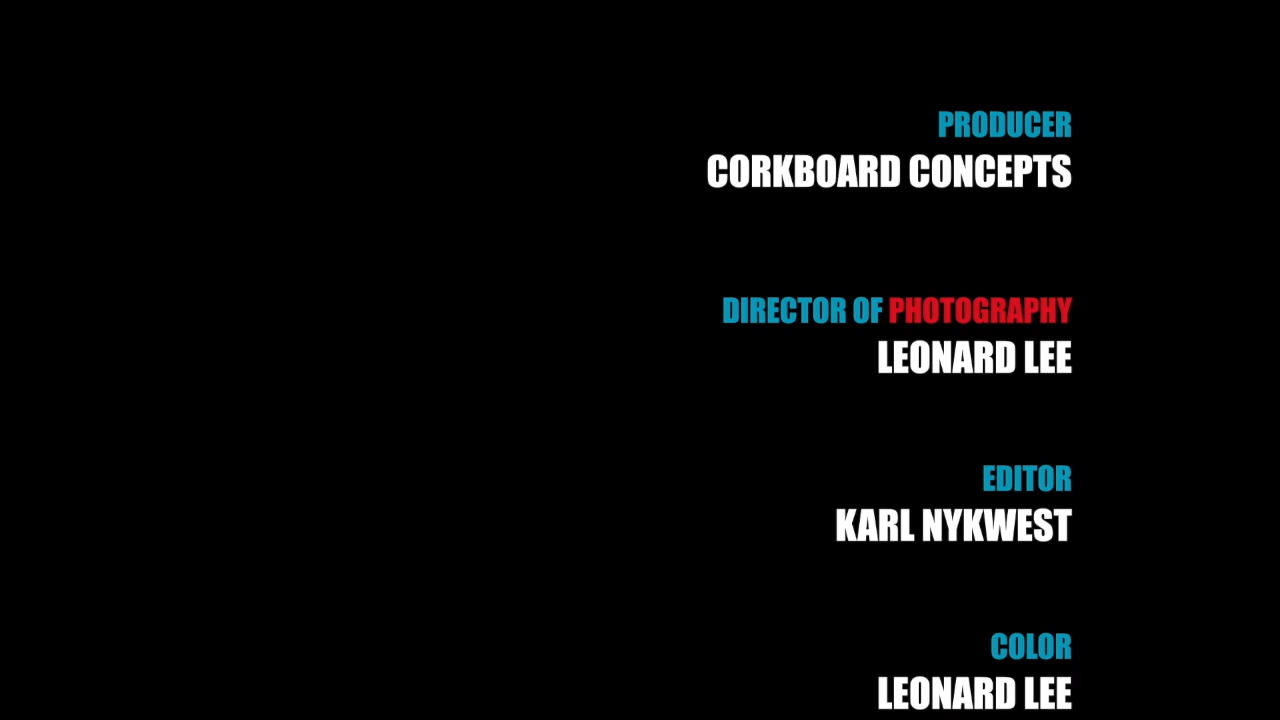 PRODUCER
CORKBOARD CONCEPTS
DIRECTOR OF PHOTOGRAPHY
LEONARD LEE
EDITOR
KARL NYKWEST
COLOR
LEONARD LEE